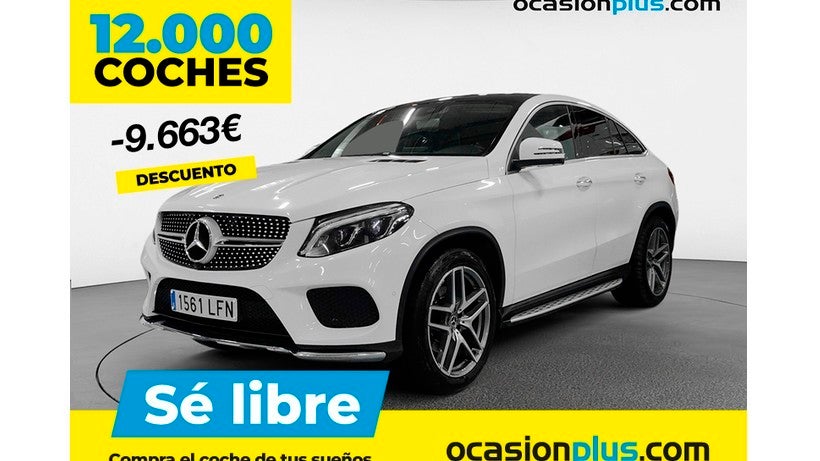 ocasionplus.com
12.000
COCHES
-9.663€
DESCUENTO
1561 LFN
Sé libre
Compra el coche de tus sueños
ocasionplus.com